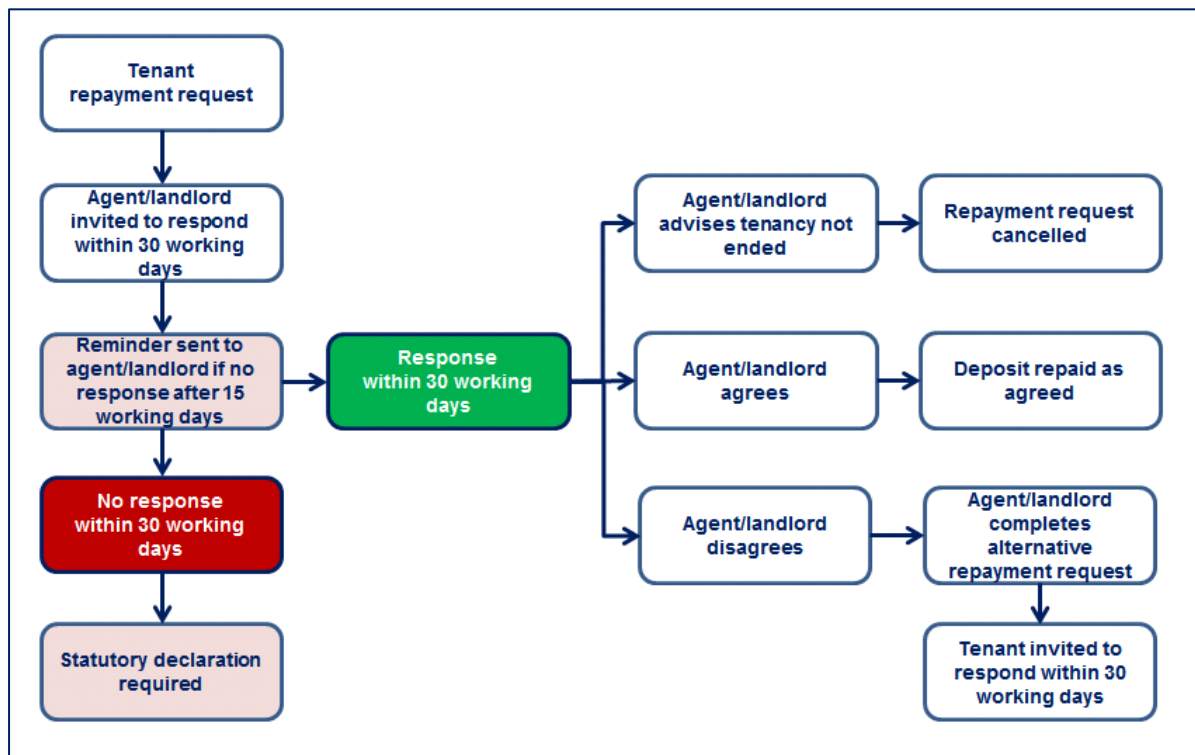 Tenant
repayment request
Agent/landlord
invited to respond
within 30 working
days
Reminder sent to
agent/landlord if no
response after 15
working days
No response
within 30 working
days
Statutory declaration
required
Response
within 30 working
days
Agent/landlord
advises tenancy not
ended
Repayment request
cancelled
Agent/landlord
agrees
Deposit repaid as
agreed
Agent/landlord
disagrees
Agent/landlord
completes
alternative
repayment request
Tenant invited to
respond within 30
working days